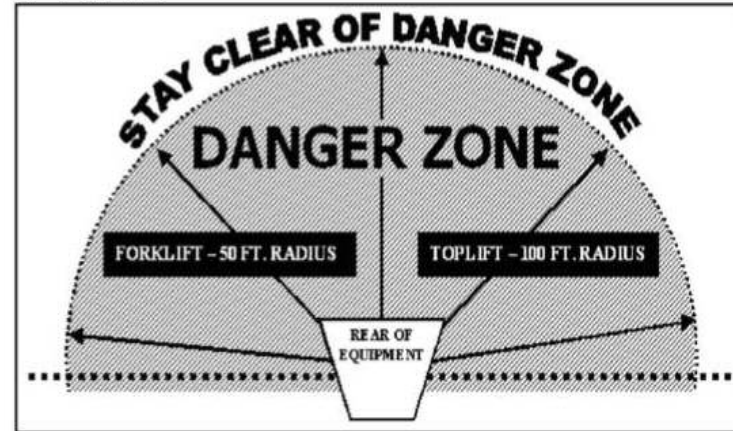 STAY CLEAR OF DANGER ZONE
DANGER ZONE
FORKLIFT – 50 FT. RADIUS
TOPLIFT – 100 FT. RADIUS
REAR OF
EQUIPMENT